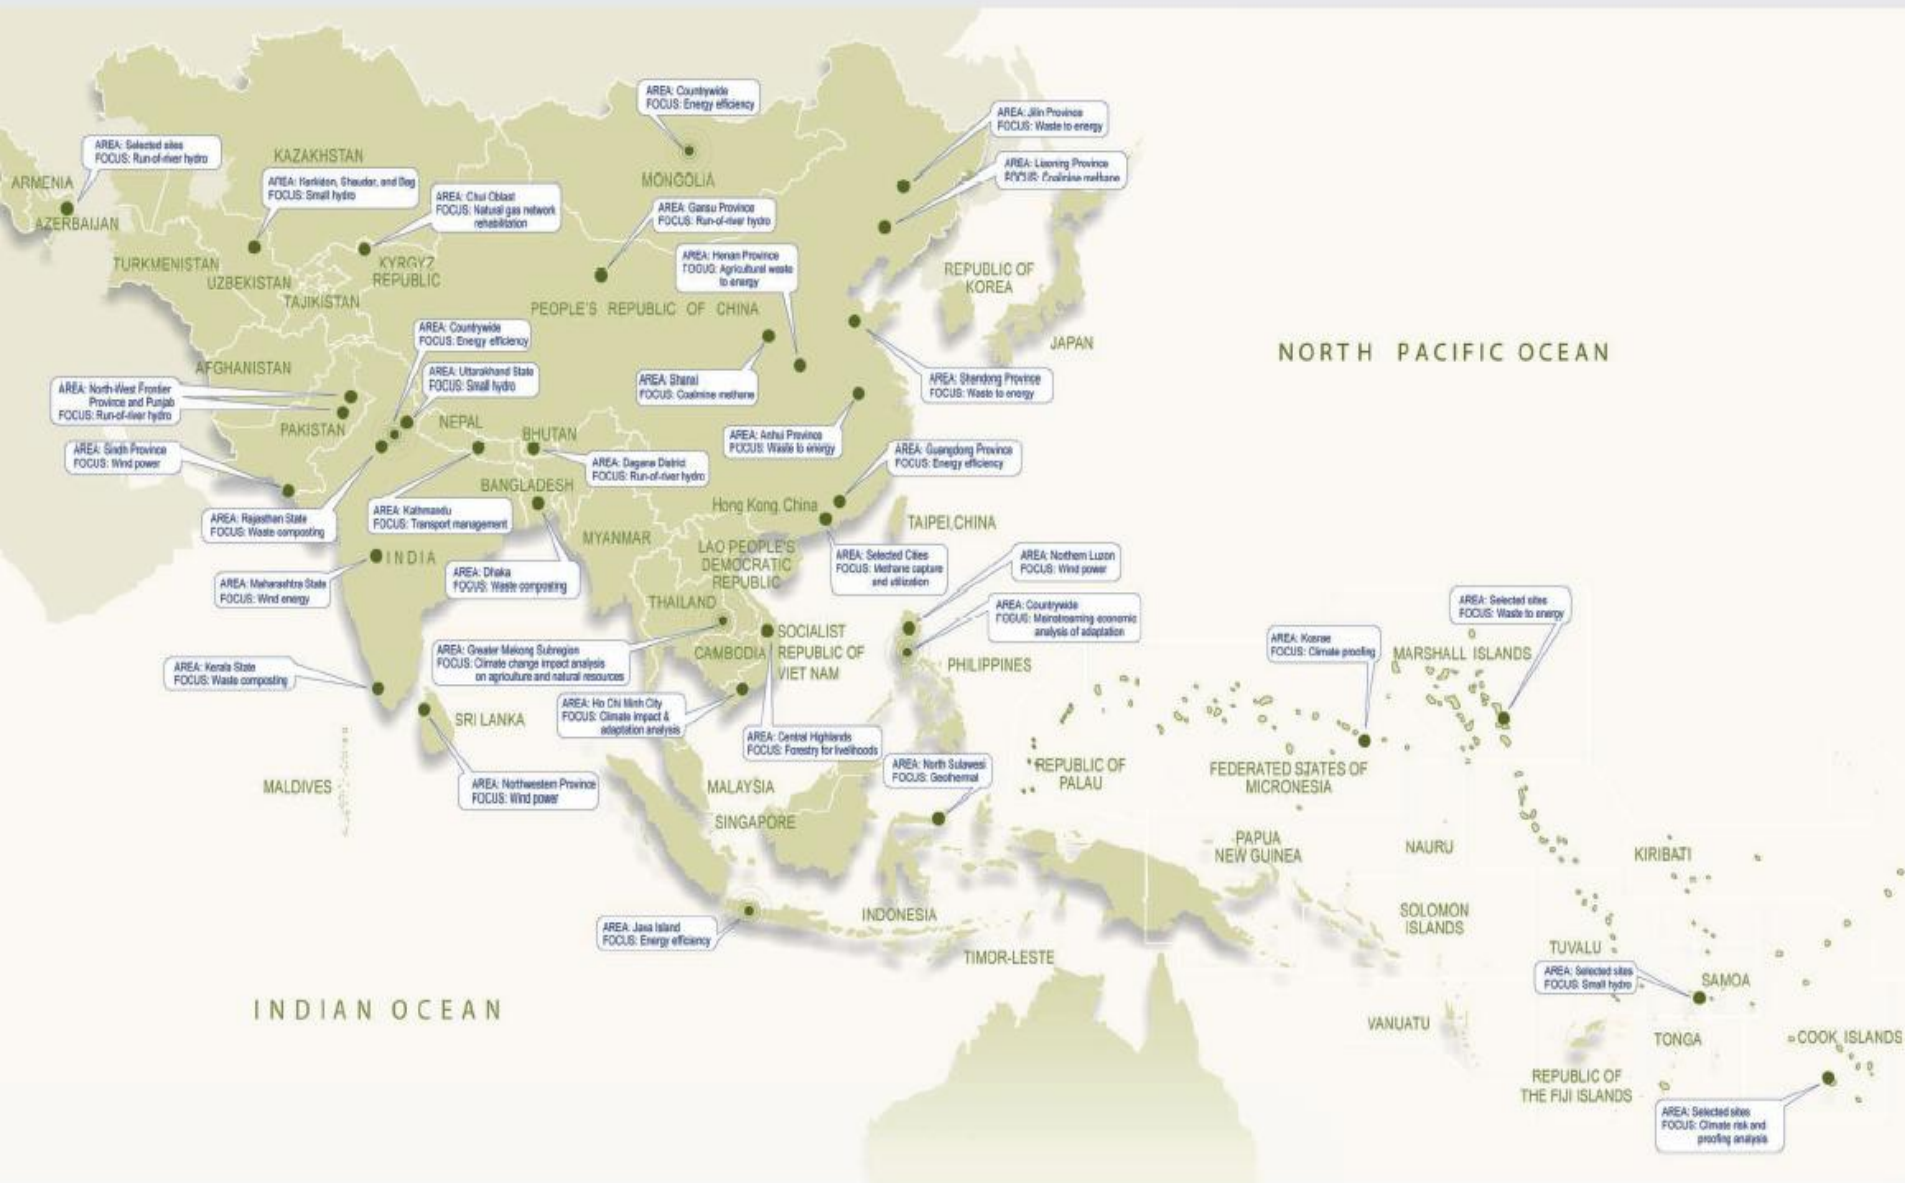 AREA: Countrywide
FOCUS: Energy efficiency
AREA: Jilin Province
FOCUS: Waste to energy
AREA: Selected sites
FOCUS: Run-of-river hydro
KAZAKHSTAN
AREA: Liaoning Province
FOCUS: Coalmine methane
ARMENIA
AREA: Karkidon, Shaudar, and Dag
FOCUS: Small hydro
MONGOLIA
AREA: Chui Oblast
FOCUS: Natural gas network
rehabilitation
AREA: Gansu Province
FOCUS: Run-of-river hydro
AZERBAIJAN
AREA: Henan Province
FOCUS: Agricultural waste
to energy
TURKMENISTAN
UZBEKISTAN
KYRGYZ
REPUBLIC
TAJIKISTAN
REPUBLIC OF
KOREA
PEOPLE'S REPUBLIC OF CHINA
AREA: Countrywide
FOCUS: Energy efficiency
JAPAN
NORTH PACIFIC OCEAN
AFGHANISTAN
AREA: Uttarakhand State
FOCUS: Small hydro
AREA: Shanxi
FOCUS: Coalmine methane
AREA: Shandong Province
FOCUS: Waste to energy
AREA: North-West Frontier
Province and Punjab
FOCUS: Run-of-river hydro
PAKISTAN
NEPAL
BHUTAN
AREA: Anhui Province
FOCUS: Waste to energy
AREA: Sindh Province
FOCUS: Wind power
AREA: Dagana District
FOCUS: Run-of-river hydro
AREA: Guangdong Province
FOCUS: Energy efficiency
BANGLADESH
Hong Kong, China
AREA: Rajasthan State
FOCUS: Waste composting
AREA: Kathmandu
FOCUS: Transport management
TAIPEI,CHINA
MYANMAR
INDIA
LAO PEOPLE'S
DEMOCRATIC
REPUBLIC
AREA: Selected Cities
FOCUS: Methane capture
and utilization
AREA: Northern Luzon
FOCUS: Wind power
AREA: Maharashtra State
FOCUS: Wind energy
AREA: Dhaka
FOCUS: Waste composting
THAILAND
AREA: Countrywide
FOCUS: Mainstreaming economic
analysis of adaptation
AREA: Selected sites
FOCUS: Waste to energy
SOCIALIST
REPUBLIC OF
VIET NAM
AREA: Kosrae
FOCUS: Climate proofing
MARSHALL ISLANDS
AREA: Greater Mekong Subregion
FOCUS: Climate change impact analysis
on agriculture and natural resources
CAMBODIA
PHILIPPINES
AREA: Kerala State
FOCUS: Waste composting
AREA: Ho Chi Minh City
FOCUS: Climate impact &
adaptation analysis
SRI LANKA
AREA: Central Highlands
FOCUS: Forestry for livelihoods
AREA: North Sulawesi
FOCUS: Geothermal
REPUBLIC OF
PALAU
FEDERATED STATES OF
MICRONESIA
MALDIVES
AREA: Northwestern Province
FOCUS: Wind power
MALAYSIA
SINGAPORE
PAPUA
NEW GUINEA
NAURU
KIRIBATI
INDONESIA
SOLOMON
ISLANDS
AREA: Java Island
FOCUS: Energy efficiency
TIMOR-LESTE
TUVALU
AREA: Selected sites
FOCUS: Small hydro
SAMOA
INDIAN OCEAN
VANUATU
TONGA
COOK ISLANDS
REPUBLIC OF
THE FIJI ISLANDS
AREA: Selected sites
FOCUS: Climate risk and
proofing analysis